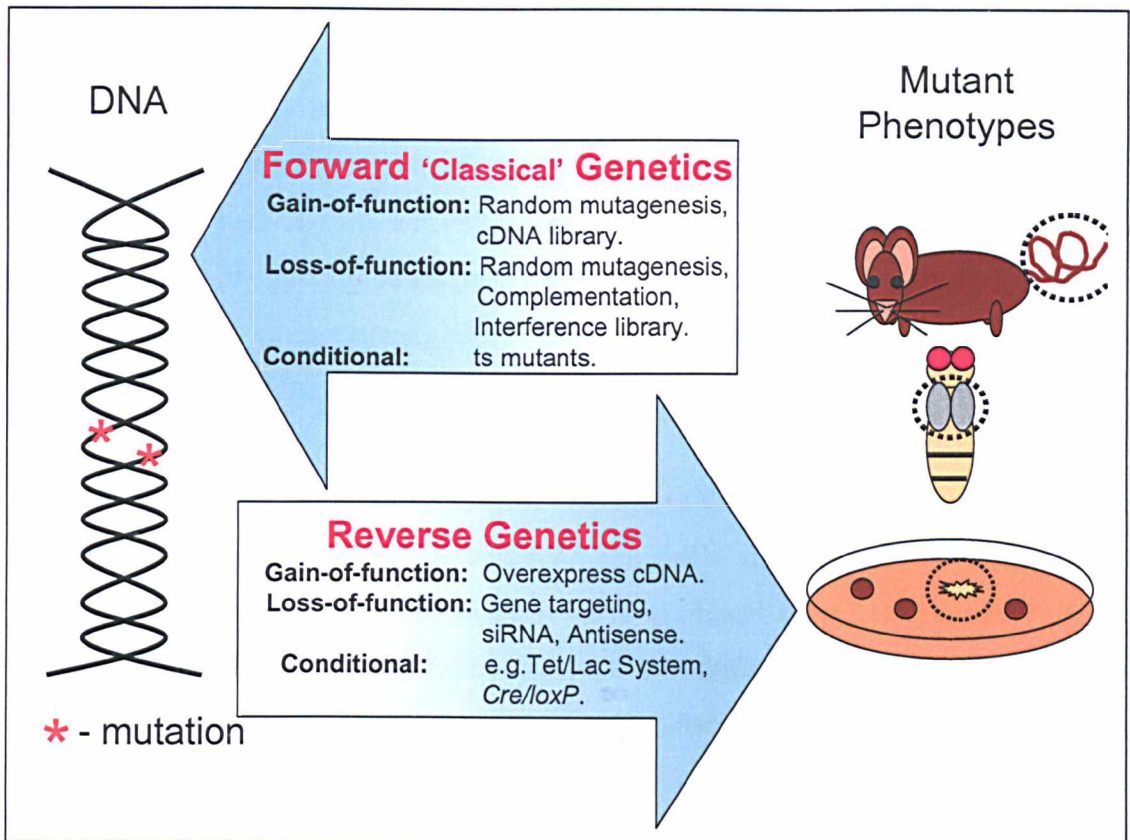 DNA
Mutant
Phenotypes
Forward 'Classical' Genetics
Gain-of-function: Random mutagenesis,
cDNA library.
Loss-of-function: Random mutagenesis,
Complementation,
Interference library.
Conditional: ts mutants.
Reverse Genetics
Gain-of-function: Overexpress cDNA.
Loss-of-function: Gene targeting,
siRNA, Antisense.
Conditional: e.g.Tet/Lac System,
Cre/loxP.
* - mutation